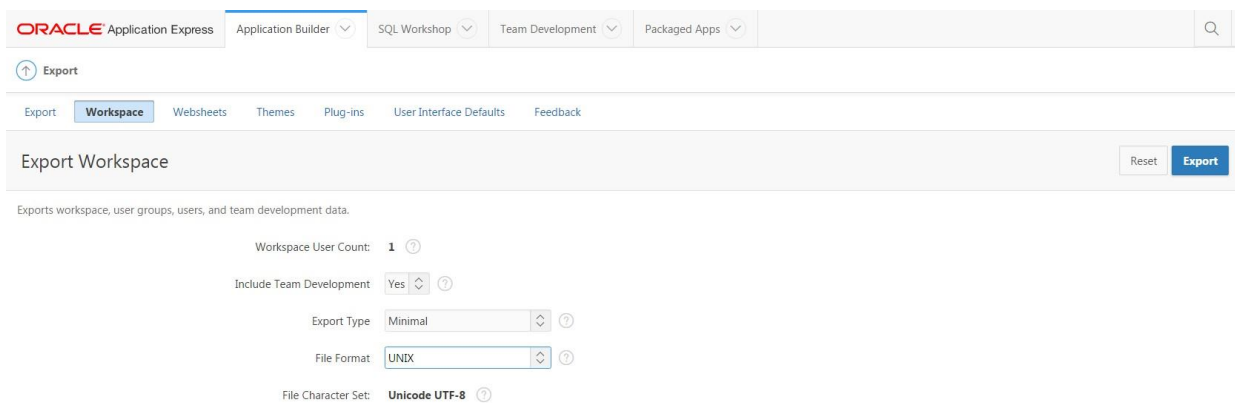 ORACLE Application Express Application Builder SQL Workshop Team Development Packaged Apps
Export
Export Workspace Websheets Themes Plug-ins User Interface Defaults Feedback
Export Workspace Reset Export
Exports workspace, user groups, users, and team development data.
Workspace User Count: 1 ?
Include Team Development Yes ?
Export Type Minimal ?
File Format UNIX ?
File Character Set: Unicode UTF-8 ?